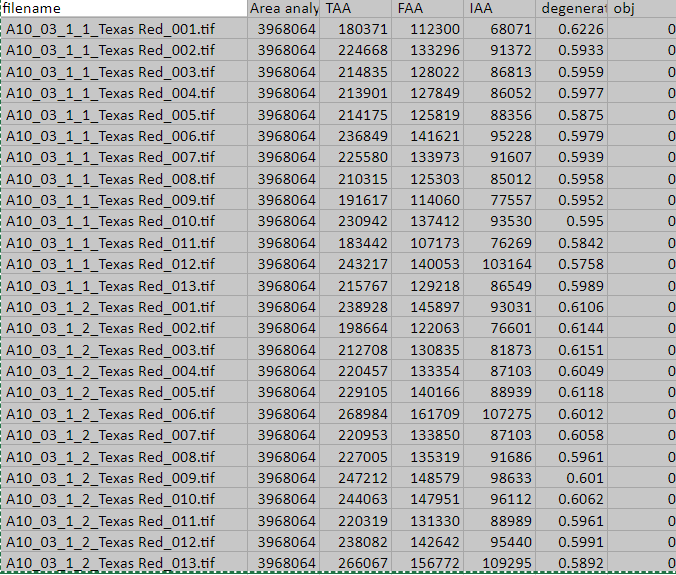 filename Area analy TAA FAA IAA degenerat obj
A10_03_1_1_Texas Red_001.tif 3968064 180371 112300 68071 0.6226 0
A10_03_1_1_Texas Red_002.tif 3968064 224668 133296 91372 0.5933 0
A10_03_1_1_Texas Red_003.tif 3968064 214835 128022 86813 0.5959 0
A10_03_1_1_Texas Red_004.tif 3968064 213901 127849 86052 0.5977 0
A10_03_1_1_Texas Red_005.tif 3968064 214175 125819 88356 0.5875 0
A10_03_1_1_Texas Red_006.tif 3968064 236849 141621 95228 0.5979 0
A10_03_1_1_Texas Red_007.tif 3968064 225580 133973 91607 0.5939 0
A10_03_1_1_Texas Red_008.tif 3968064 210315 125303 85012 0.5958 0
A10_03_1_1_Texas Red_009.tif 3968064 191617 114060 77557 0.5952 0
A10_03_1_1_Texas Red_010.tif 3968064 230942 137412 93530 0.595 0
A10_03_1_1_Texas Red_011.tif 3968064 183442 107173 76269 0.5842 0
A10_03_1_1_Texas Red_012.tif 3968064 243217 140053 103164 0.5758 0
A10_03_1_1_Texas Red_013.tif 3968064 215767 129218 86549 0.5989 0
A10_03_1_2_Texas Red_001.tif 3968064 238928 145897 93031 0.6106 0
A10_03_1_2_Texas Red_002.tif 3968064 198664 122063 76601 0.6144 0
A10_03_1_2_Texas Red_003.tif 3968064 212708 130835 81873 0.6151 0
A10_03_1_2_Texas Red_004.tif 3968064 220457 133354 87103 0.6049 0
A10_03_1_2_Texas Red_005.tif 3968064 229105 140166 88939 0.6118 0
A10_03_1_2_Texas Red_006.tif 3968064 268984 161709 107275 0.6012 0
A10_03_1_2_Texas Red_007.tif 3968064 220953 133850 87103 0.6058 0
A10_03_1_2_Texas Red_008.tif 3968064 227005 135319 91686 0.5961 0
A10_03_1_2_Texas Red_009.tif 3968064 247212 148579 98633 0.601 0
A10_03_1_2_Texas Red_010.tif 3968064 244063 147951 96112 0.6062 0
A10_03_1_2_Texas Red_011.tif 3968064 220319 131330 88989 0.5961 0
A10_03_1_2_Texas Red_012.tif 3968064 238082 142642 95440 0.5991 0
A10_03_1_2_Texas Red_013.tif 3968064 266067 156772 109295 0.5892 0